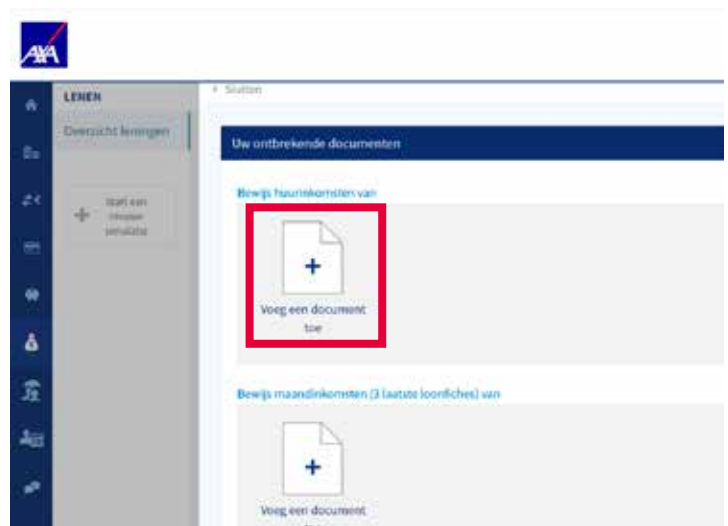 AXA
LENEN
Sluiten
Overzicht leningen
Uw ontbrekende documenten
Start een
nieuwe
simulatie
Bewijs huurinkomsten van
Voeg een document
toe
Bewijs maandinkomsten (3 laatste loonfiches) van
Voeg een document